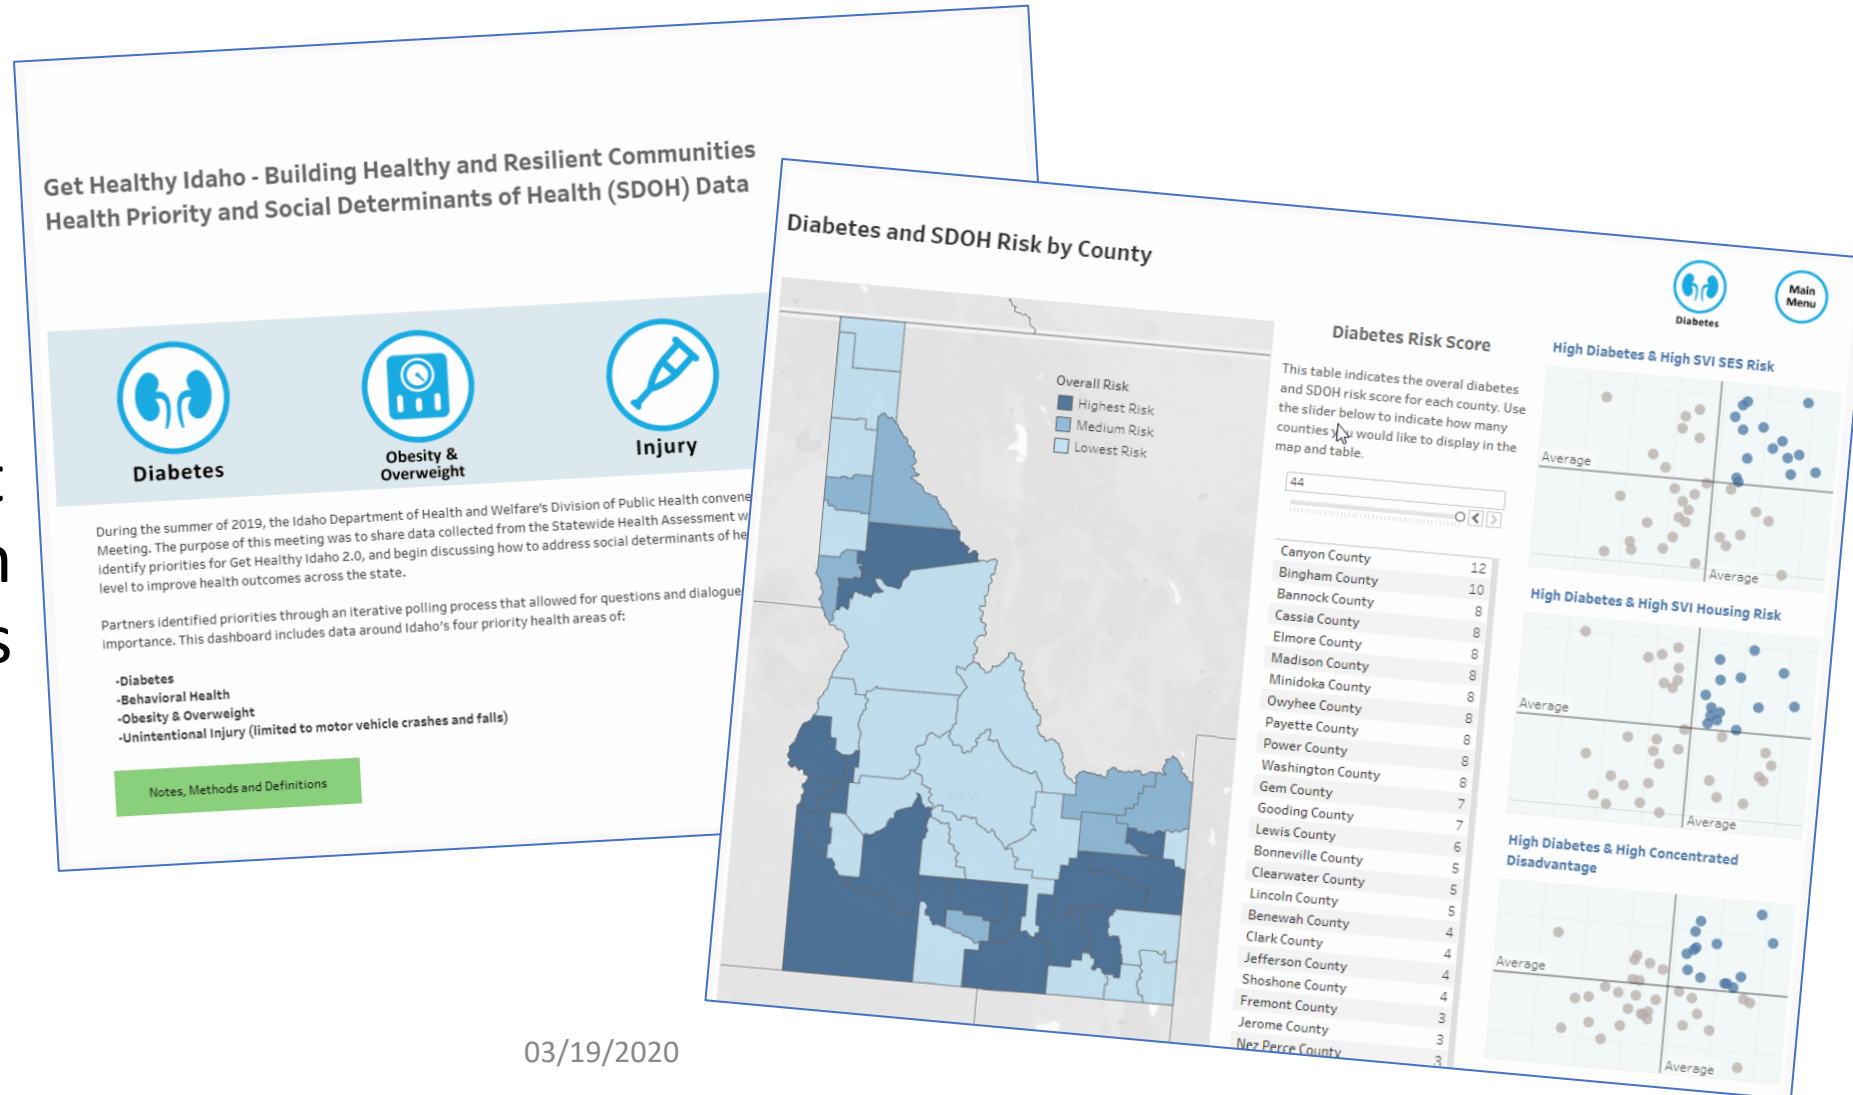 Get Healthy Idaho - Building Healthy and Resilient Communities
Health Priority and Social Determinants of Health (SDOH) Data
Diabetes
Obesity &
Overweight
Injury
During the summer of 2019, the Idaho Department of Health and Welfare's Division of Public Health convene
Meeting. The purpose of this meeting was to share data collected from the Statewide Health Assessment w
identify priorities for Get Healthy Idaho 2.0, and begin discussing how to address social determinants of he
level to improve health outcomes across the state.
Partners identified priorities through an iterative polling process that allowed for questions and dialogue
importance. This dashboard includes data around Idaho's four priority health areas of:
-Diabetes
-Behavioral Health
-Obesity & Overweight
-Unintentional Injury (limited to motor vehicle crashes and falls)
Notes, Methods and Definitions
Diabetes and SDOH Risk by County
Diabetes
Main
Menu
Overall Risk
Highest Risk
Medium Risk
Lowest Risk
Idaho
Diabetes Risk Score
This table indicates the overal diabetes
and SDOH risk score for each county. Use
the slider below to indicate how many
counties you would like to display in the
map and table.
44
Canyon County 12
Bingham County 10
Bannock County 8
Cassia County 8
Elmore County 8
Madison County 8
Minidoka County 8
Owyhee County 8
Payette County 8
Power County 8
Washington County 8
Gem County 7
Gooding County 7
Lewis County 6
Bonneville County 5
Clearwater County 5
Lincoln County 5
Benewah County 4
Clark County 4
Jefferson County 4
Shoshone County 4
Fremont County 3
Jerome County 3
Nez Perce County 3
High Diabetes & High SVI SES Risk
Average
Average
High Diabetes & High SVI Housing Risk
Average
Average
High Diabetes & High Concentrated
Disadvantage
Average
Average
03/19/2020